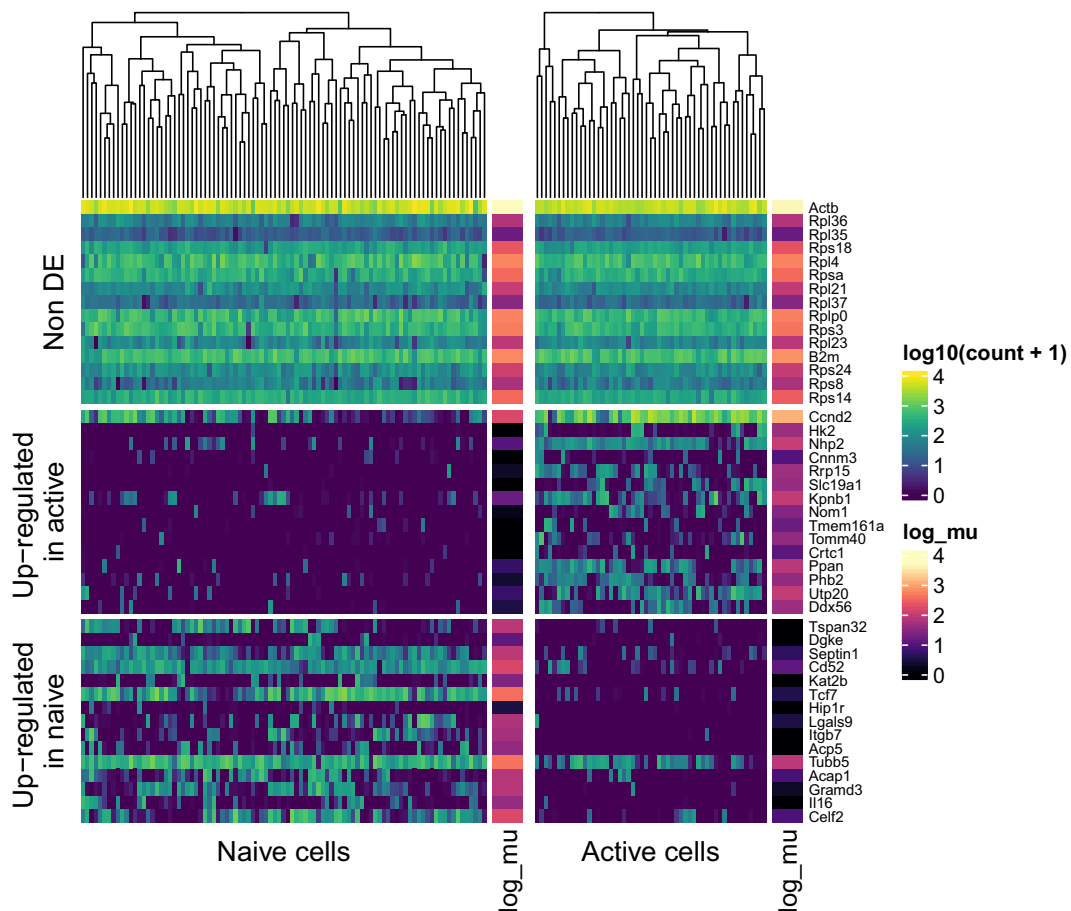 Non DE
Actb
Rpl36
Rpl35
Rps18
Rpl4
Rpsa
Rpl21
Rpl37
Rplp0
Rps3
Rpl23
B2m
Rps24
Rps8
Rps14
Up-regulated
in active
Ccnd2
Hk2
Nhp2
Cnnm3
Rrp15
Slc19a1
Kpnb1
Nom1
Tmem161a
Tomm40
Crtc1
Ppan
Phb2
Utp20
Ddx56
Up-regulated
in naive
Tspan32
Dgke
Septin1
Cd52
Kat2b
Tcf7
Hip1r
Lgals9
Itgb7
Acp5
Tubb5
Acap1
Gramd3
Il16
Celf2
Naive cells
log_mu
Active cells
log_mu
log10(count + 1)
4
3
2
1
0
log_mu
4
3
2
1
0